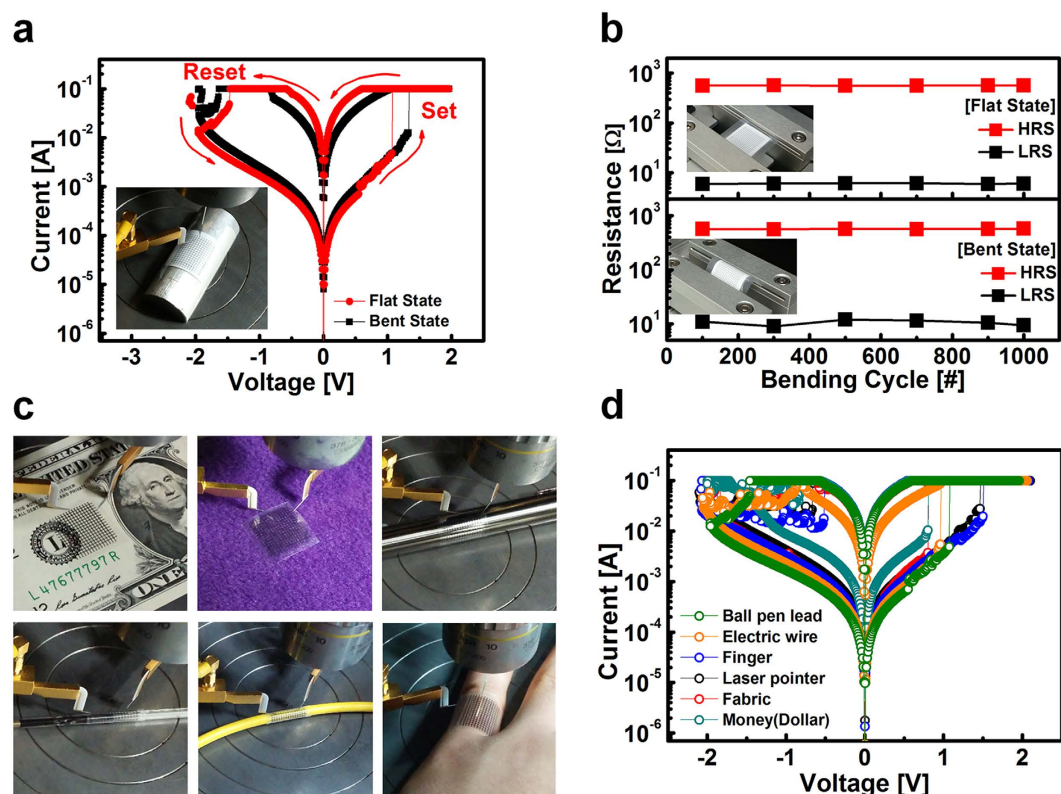 a
Reset
Set
Current [A]
10⁻¹
10⁻²
10⁻³
10⁻⁴
10⁻⁵
10⁻⁶
Flat State
Bent State
-3 -2 -1 0 1 2
Voltage [V]
b
Resistance [Ω]
10³
10²
10¹
[Flat State]
HRS
LRS
10³
10²
10¹
[Bent State]
HRS
LRS
0 200 400 600 800 1000
Bending Cycle [#]
c
L47677797R
ONE
d
Current [A]
10⁻¹
10⁻²
10⁻³
10⁻⁴
10⁻⁵
10⁻⁶
Ball pen lead
Electric wire
Finger
Laser pointer
Fabric
Money(Dollar)
-2 -1 0 1 2
Voltage [V]